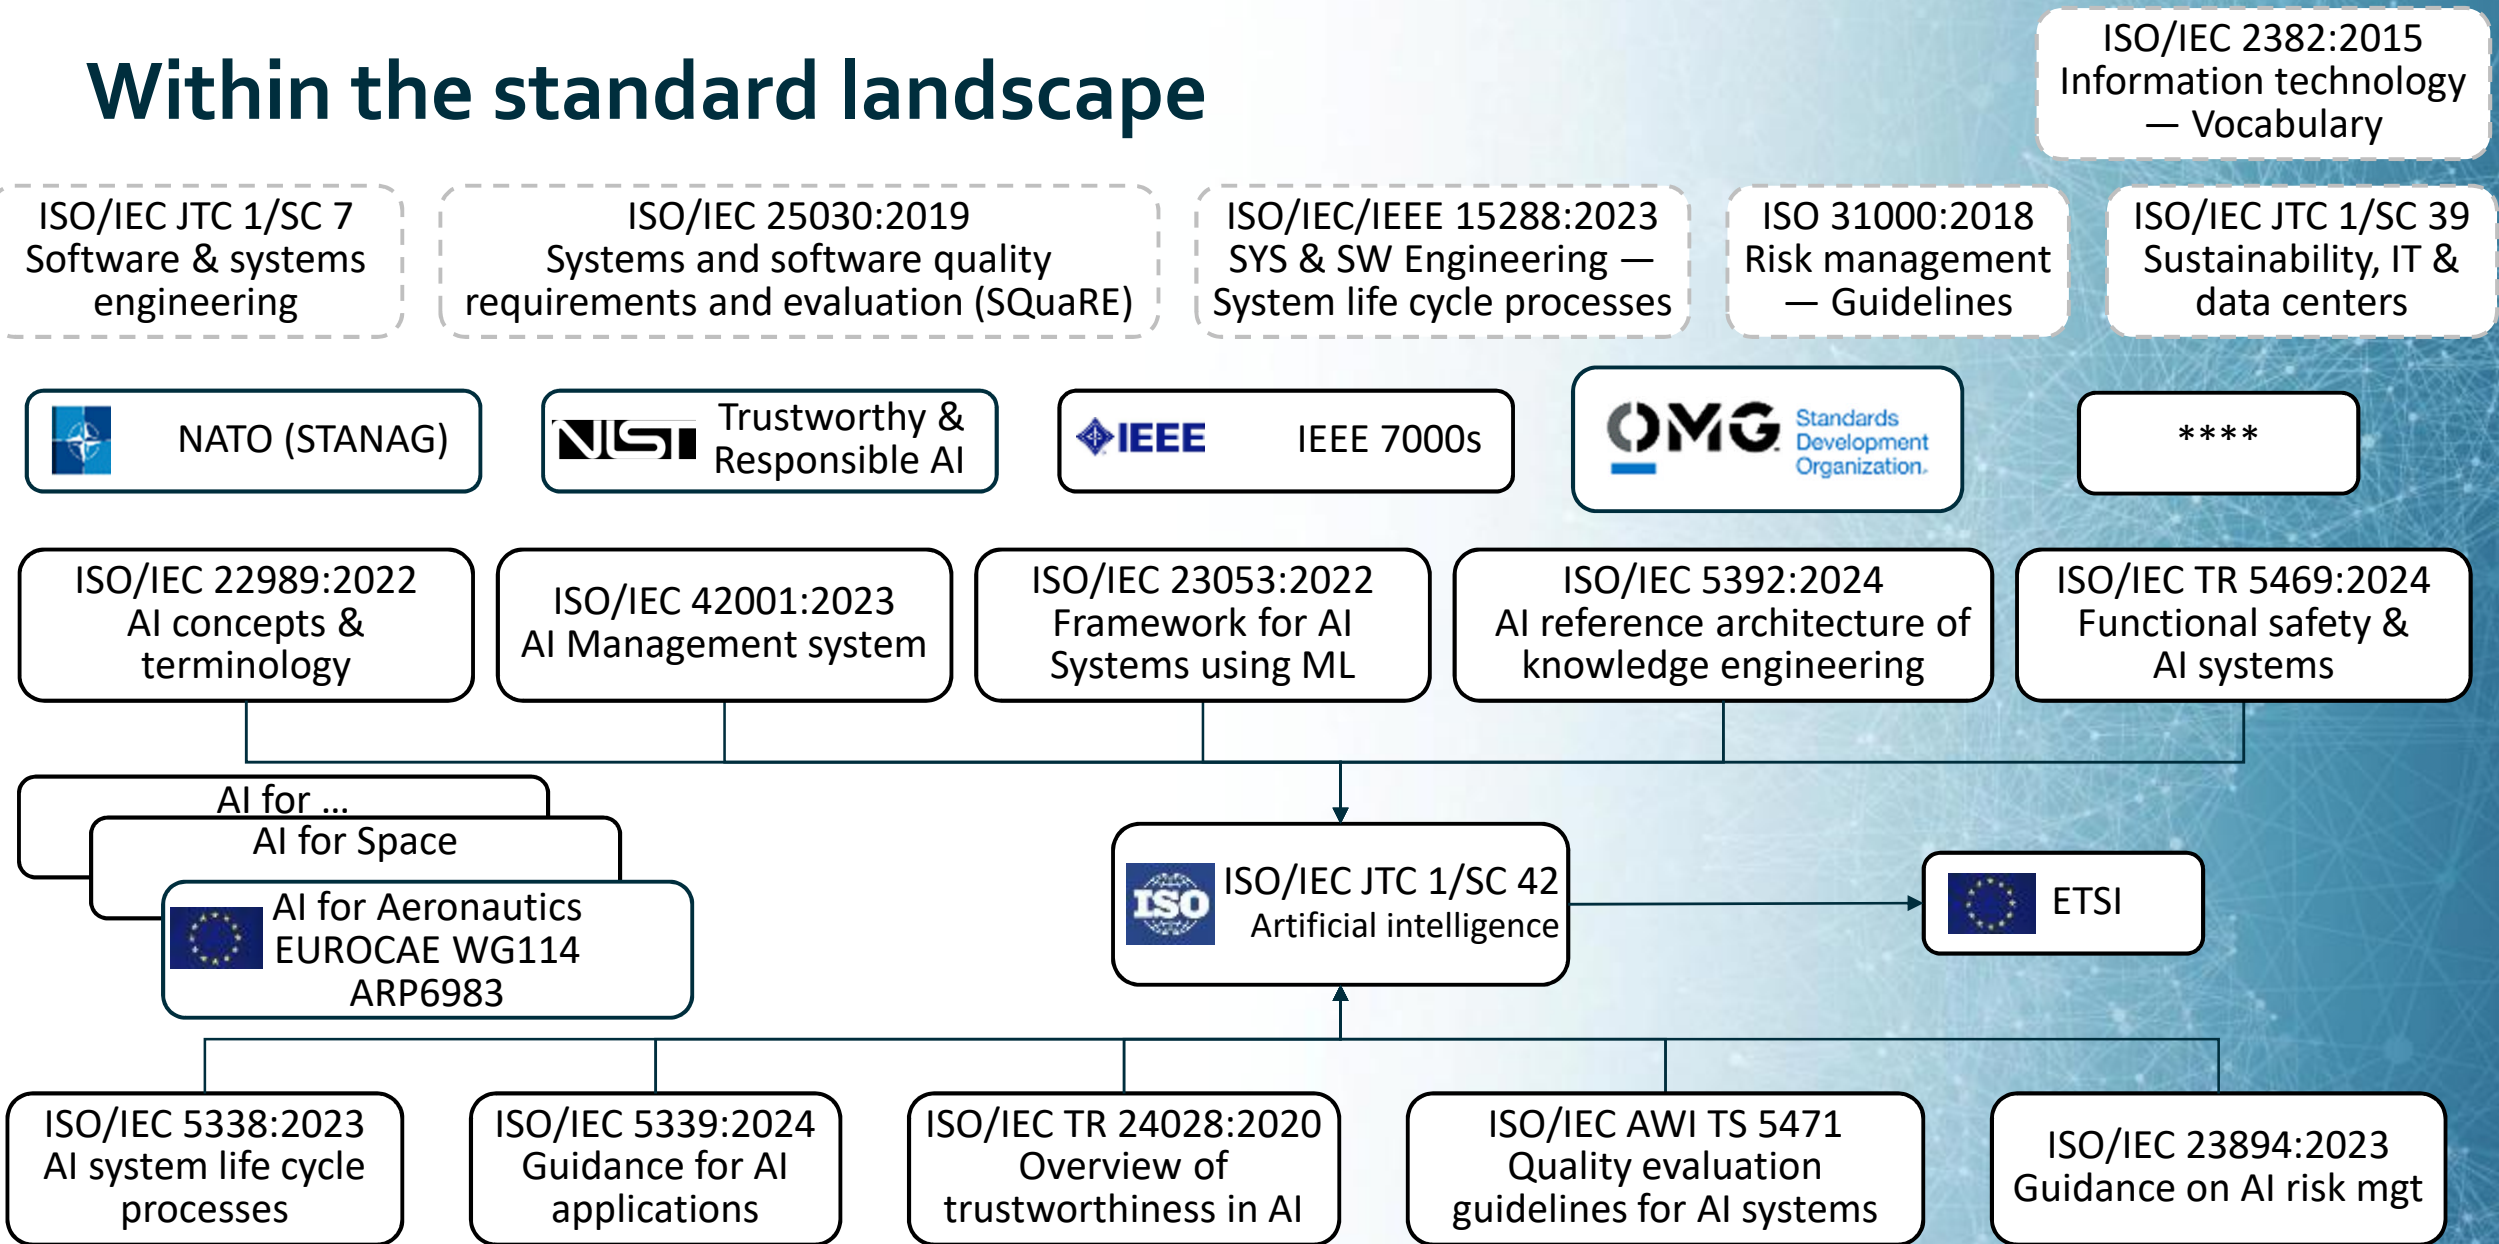 Within the standard landscape
ISO/IEC 2382:2015
Information technology
— Vocabulary
ISO/IEC JTC 1/SC 7
Software & systems
engineering
ISO/IEC 25030:2019
Systems and software quality
requirements and evaluation (SQuaRE)
ISO/IEC/IEEE 15288:2023
SYS & SW Engineering —
System life cycle processes
ISO 31000:2018
Risk management
— Guidelines
ISO/IEC JTC 1/SC 39
Sustainability, IT &
data centers
NATO (STANAG)
NIST
Trustworthy &
Responsible AI
IEEE
IEEE 7000s
OMG
Standards
Development
Organization.
****
ISO/IEC 22989:2022
AI concepts &
terminology
ISO/IEC 42001:2023
AI Management system
ISO/IEC 23053:2022
Framework for AI
Systems using ML
ISO/IEC 5392:2024
AI reference architecture of
knowledge engineering
ISO/IEC TR 5469:2024
Functional safety &
AI systems
AI for ...
AI for Space
AI for Aeronautics
EUROCAE WG114
ARP6983
ISO
ISO/IEC JTC 1/SC 42
Artificial intelligence
ETSI
ISO/IEC 5338:2023
AI system life cycle
processes
ISO/IEC 5339:2024
Guidance for AI
applications
ISO/IEC TR 24028:2020
Overview of
trustworthiness in AI
ISO/IEC AWI TS 5471
Quality evaluation
guidelines for AI systems
ISO/IEC 23894:2023
Guidance on AI risk mgt